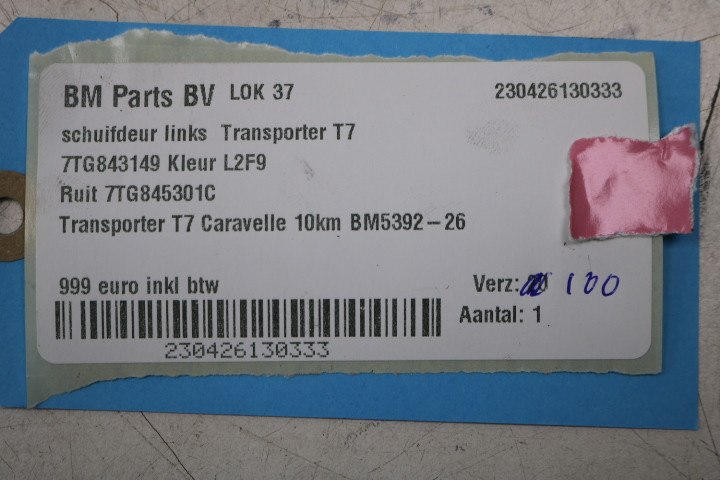 BM Parts BV LOK 37 230426130333
schuifdeur links Transporter T7
7TG843149 Kleur L2F9
Ruit 7TG845301C
Transporter T7 Caravelle 10km BM5392-26
999 euro inkl btw Verz: 100
Aantal: 1
230426130333